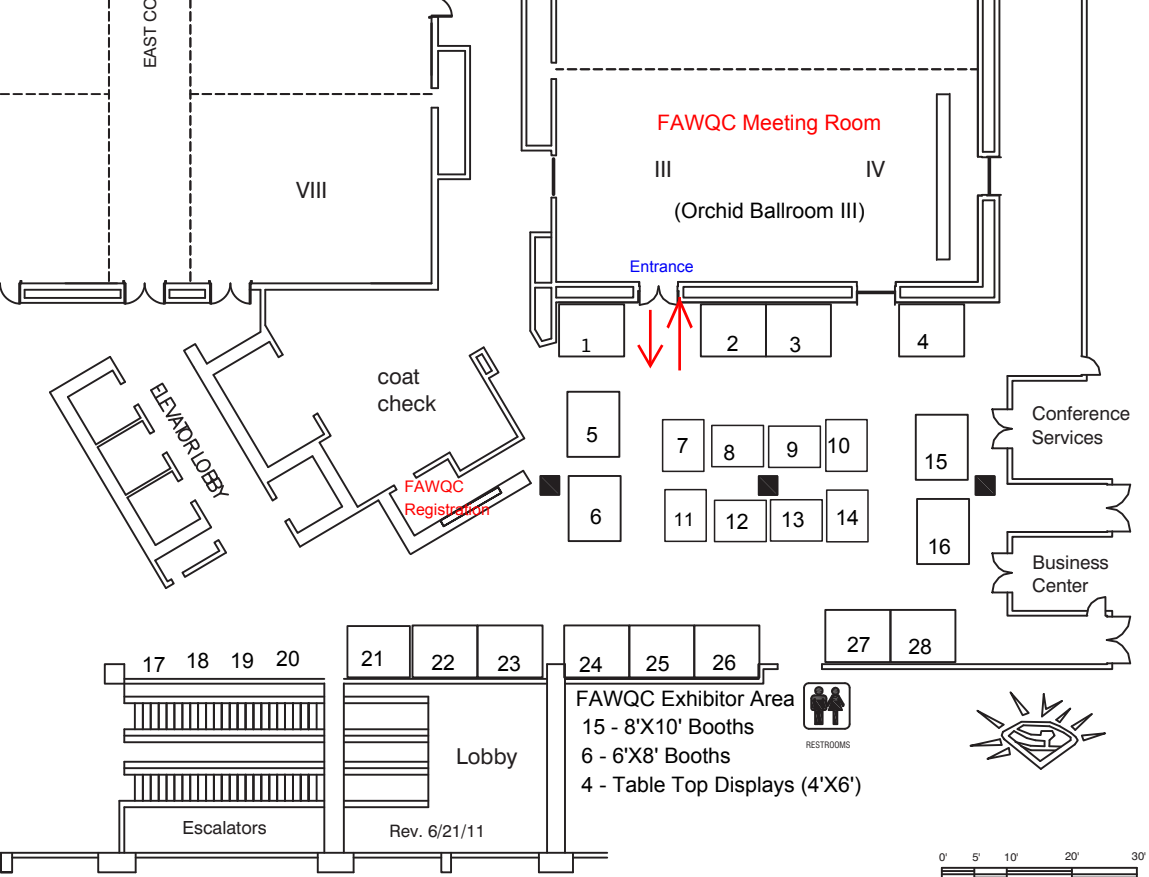 EAST CO
FAWQC Meeting Room
III
IV
VIII
(Orchid Ballroom III)
Entrance
1
2
3
4
coat
check
ELEVATOR LOBBY
Conference
Services
5
7
8
9
10
15
FAWQC
Registration
6
11
12
13
14
16
Business
Center
17
18
19
20
21
22
23
24
25
26
27
28
FAWQC Exhibitor Area
15 - 8'X10' Booths
6 - 6'X8' Booths
4 - Table Top Displays (4'X6')
RESTROOMS
Lobby
Escalators
Rev. 6/21/11
0' 5' 10' 20' 30'